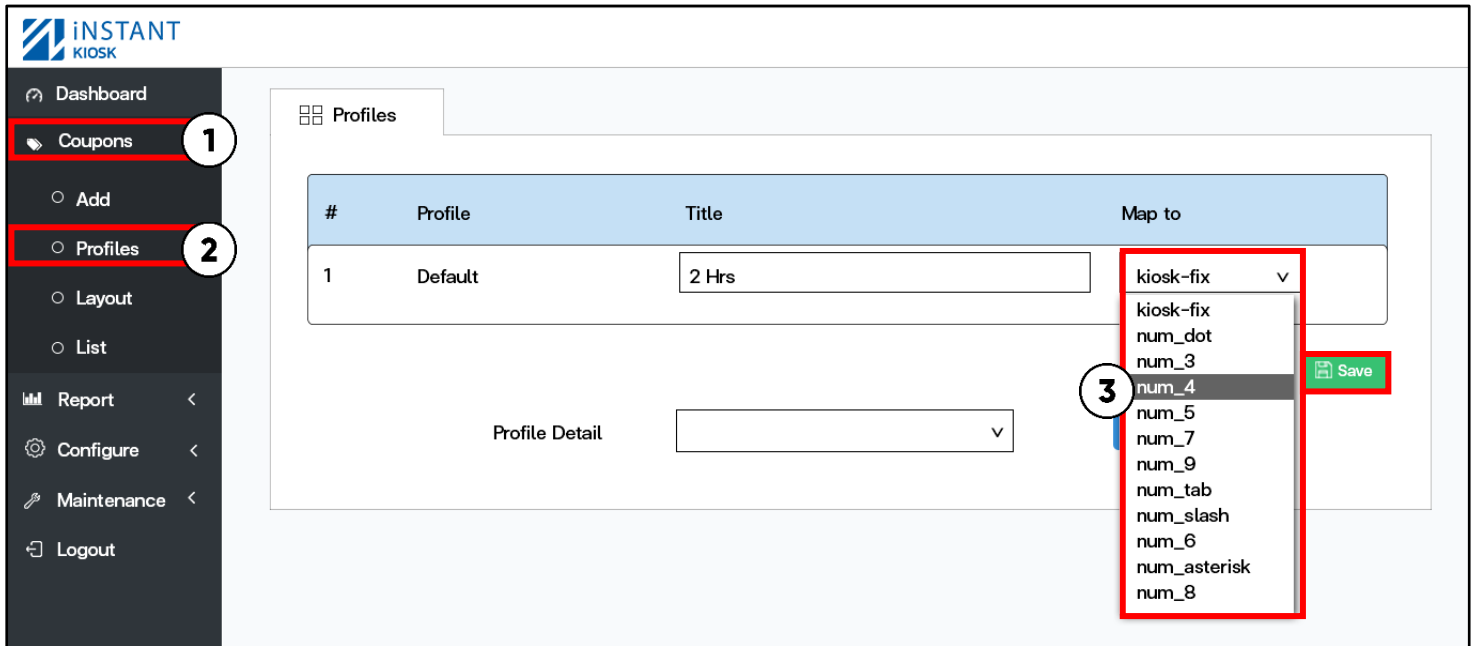 iNSTANT
KIOSK
Dashboard
Coupons
1
Add
Profiles
2
Layout
List
Report
Configure
Maintenance
Logout
Profiles
# Profile Title Map to
1 Default 2 Hrs kiosk-fix
kiosk-fix
num_dot
num_3
3
num_4
num_5
num_7
num_9
num_tab
num_slash
num_6
num_asterisk
num_8
Save
Profile Detail